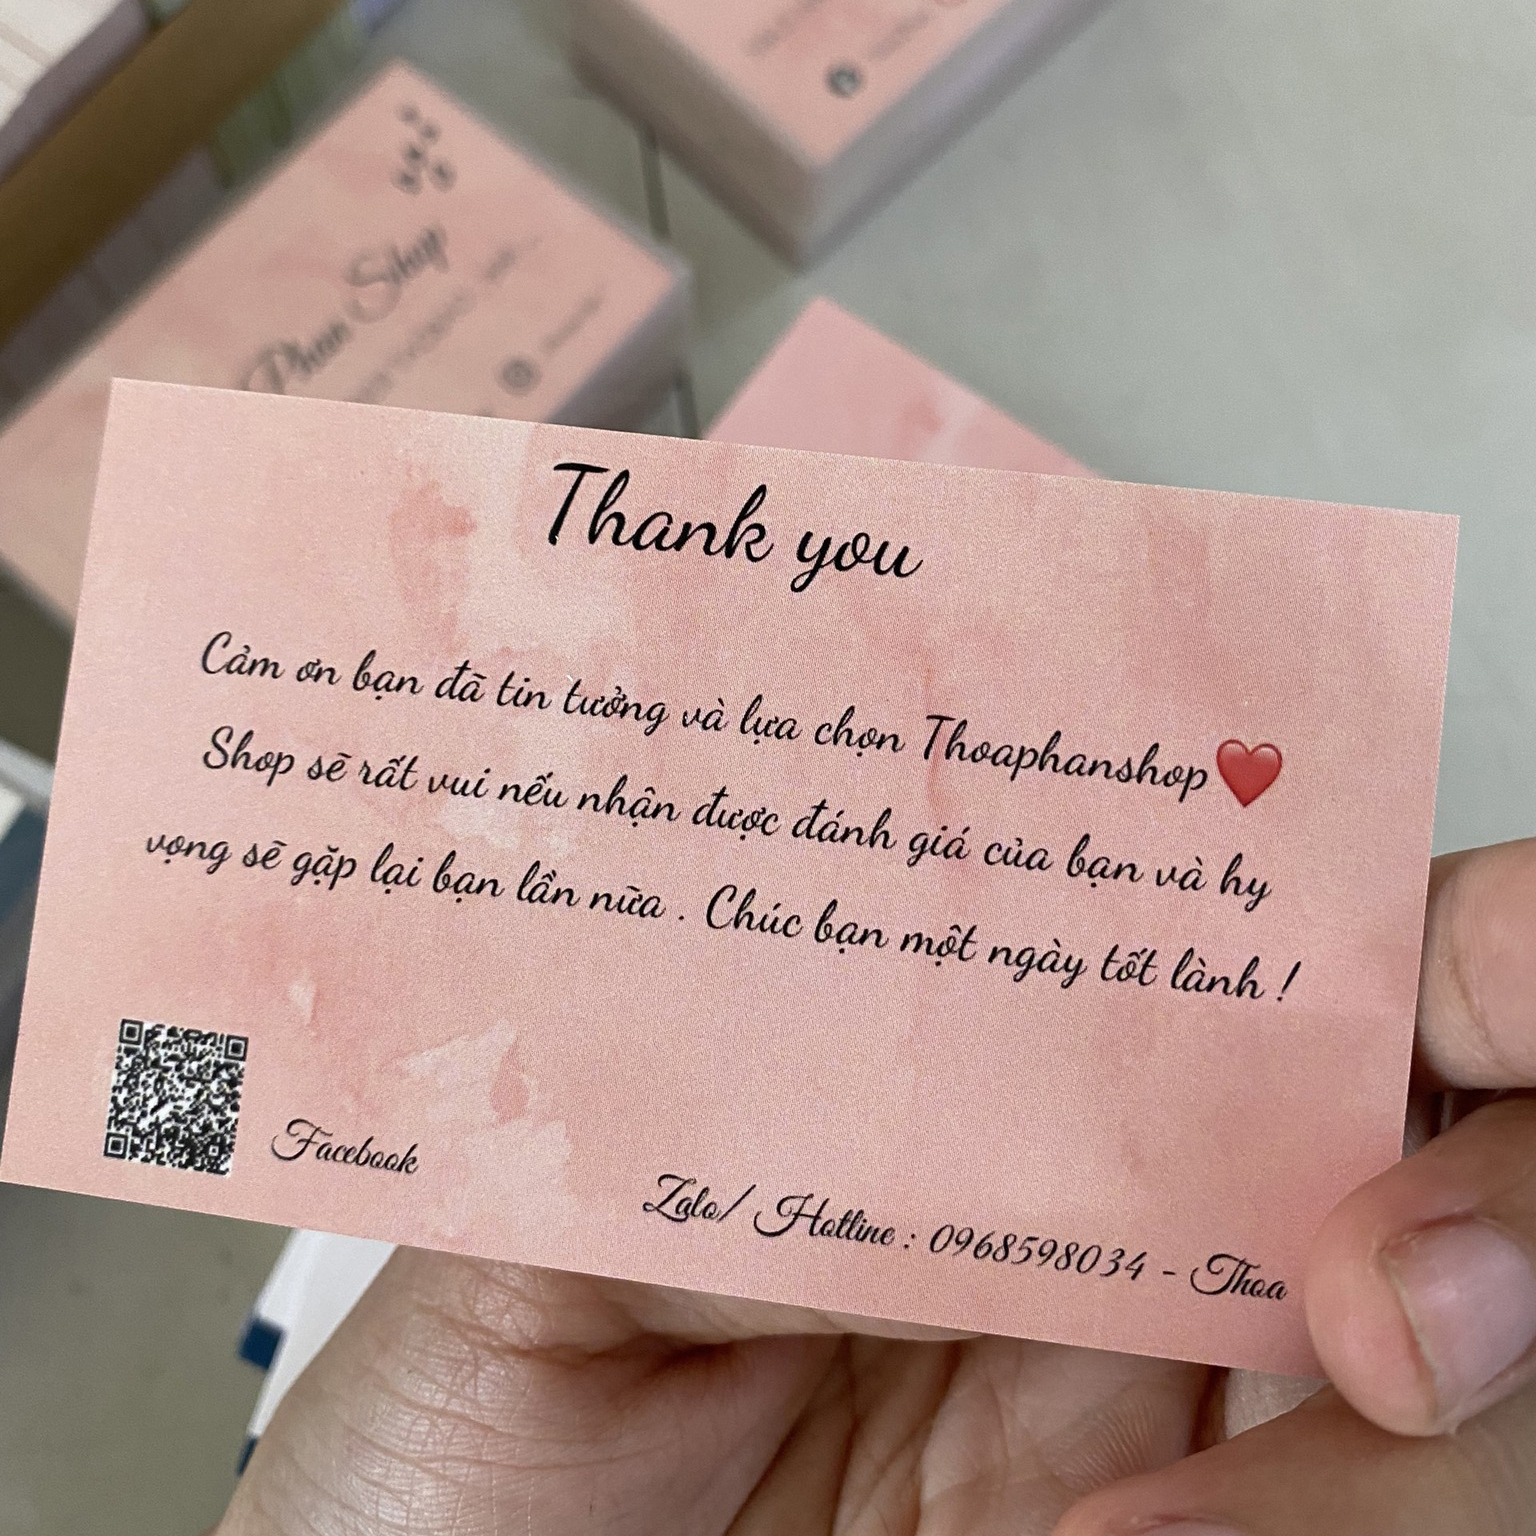 Phan Shop
Thank you
Cảm ơn bạn đã tin tưởng và lựa chọn Thoaphanshop❤️
Shop sẽ rất vui nếu nhận được đánh giá của bạn và hy
vọng sẽ gặp lại bạn lần nữa . Chúc bạn một ngày tốt lành !
Facebook
Zalo/ Hotline : 0968598034 - Thoa